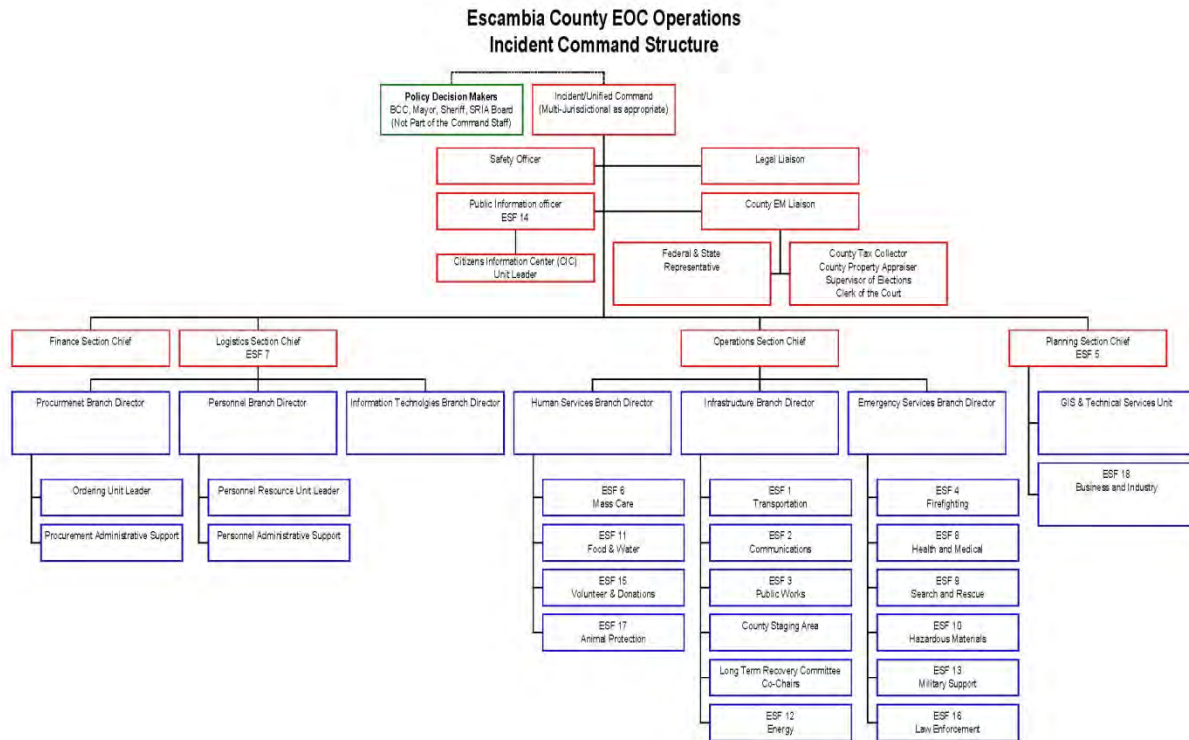 Escambia County EOC Operations
Incident Command Structure
Policy Decision Makers
BCC, Mayor, Sheriff, SRIA Board
(Not Part of the Command Staff)
Incident/Unified Command
(Multi-Jurisdictional as appropriate)
Safety Officer
Legal Liaison
Public Information officer
ESF 14
County EM Liaison
Citizens Information Center (CIC)
Unit Leader
Federal & State
Representative
County Tax Collector
County Property Appraiser
Supervisor of Elections
Clerk of the Court
Finance Section Chief
Logistics Section Chief
ESF 7
Operations Section Chief
Planning Section Chief
ESF 5
Procurmenet Branch Director
Personnel Branch Director
Information Technolgies Branch Director
Human Services Branch Director
Infrastructure Branch Director
Emergency Services Branch Director
GIS & Technical Services Unit
Ordering Unit Leader
Personnel Resource Unit Leader
ESF 6
Mass Care
ESF 1
Transportation
ESF 4
Firefighting
ESF 18
Business and Industry
Procurement Administrative Support
Personnel Administrative Support
ESF 11
Food & Water
ESF 2
Communications
ESF 8
Health and Medical
ESF 15
Volunteer & Donations
ESF 3
Public Works
ESF 9
Search and Rescue
ESF 17
Animal Protection
County Staging Area
ESF 10
Hazardous Materials
Long Term Recovery Committee
Co-Chairs
ESF 13
Military Support
ESF 12
Energy
ESF 16
Law Enforcement